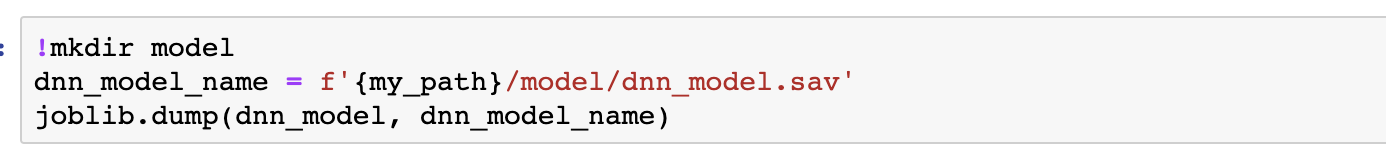 !mkdir model
dnn_model_name = f'{my_path}/model/dnn_model.sav'
joblib.dump(dnn_model, dnn_model_name)